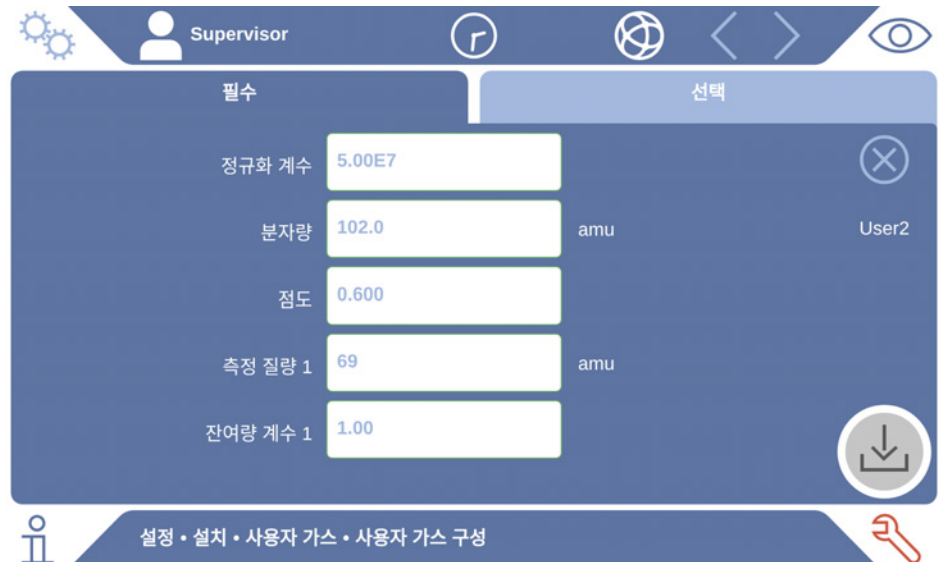 Supervisor
필수
선택
정규화 계수 5.00E7
분자량 102.0 amu
User2
점도 0.600
측정 질량 1 69 amu
잔여량 계수 1 1.00
설정 • 설치 • 사용자 가스 • 사용자 가스 구성